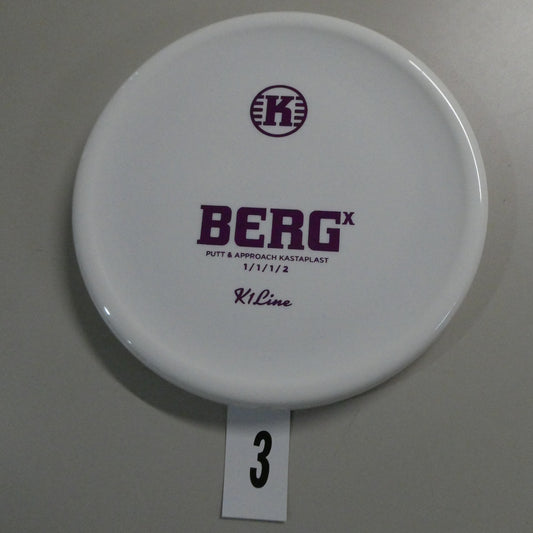 K
BERGx
PUTT & APPROACH KASTAPLAST
1/1/1/2
K1Line
3